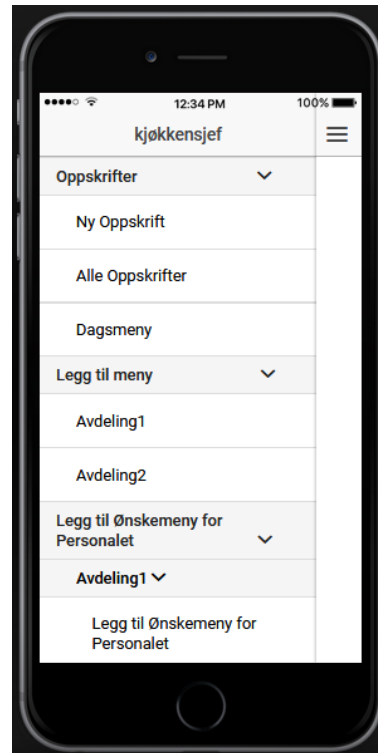 12:34 PM 100%
kjøkkensjef
Oppskrifter
Ny Oppskrift
Alle Oppskrifter
Dagsmeny
Legg til meny
Avdeling1
Avdeling2
Legg til Ønskemeny for
Personalet
Avdeling1
Legg til Ønskemeny for
Personalet